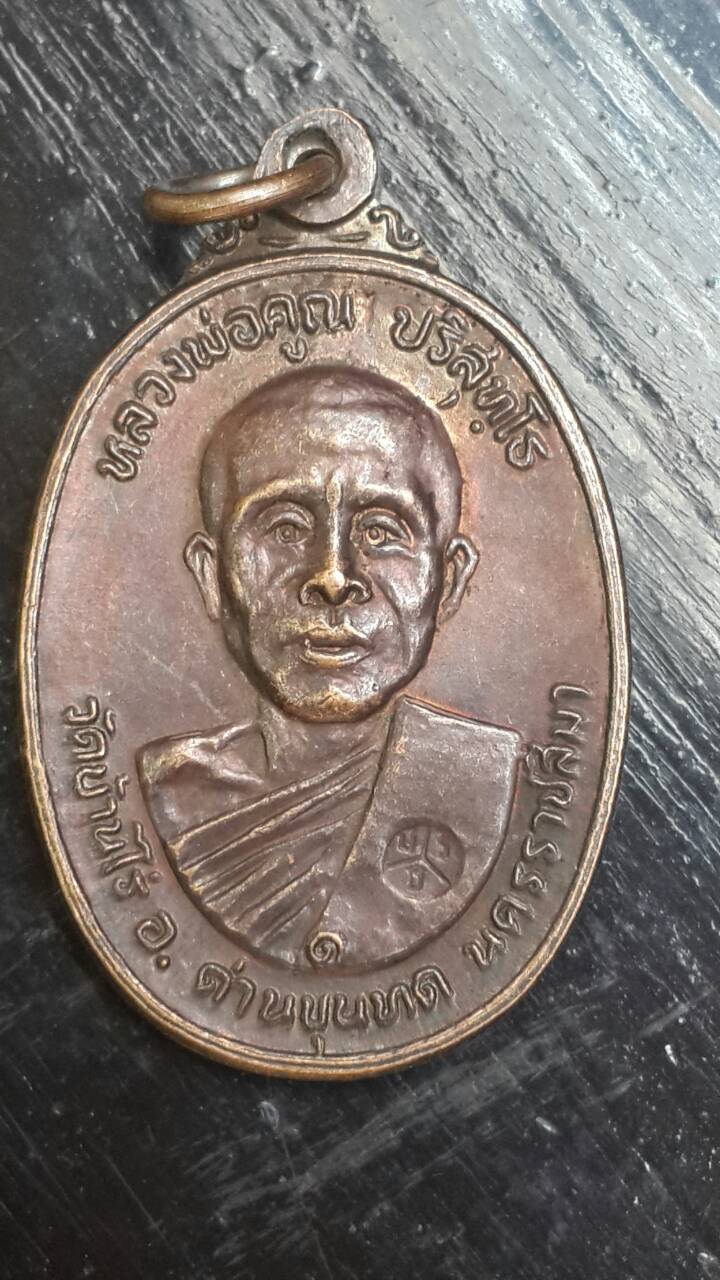 หลวงพ่อคูณ ปริสุทฺโธ
วัดบ้านไร่ อ. ด่านขุนทด นครราชสีมา
๑